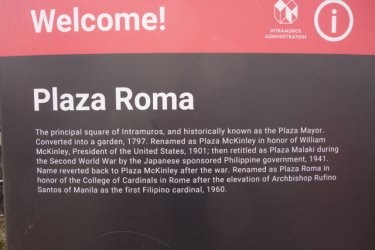 Welcome!
INTRAMUROS
ADMINISTRATION
i
Plaza Roma
The principal square of Intramuros, and historically known as the Plaza Mayor.
Converted into a garden, 1797. Renamed as Plaza McKinley in honor of William
McKinley, President of the United States, 1901; then retitled as Plaza Malaki during
the Second World War by the Japanese sponsored Philippine government, 1941.
Name reverted back to Plaza McKinley after the war. Renamed as Plaza Roma in
honor of the College of Cardinals in Rome after the elevation of Archbishop Rufino
Santos of Manila as the first Filipino cardinal, 1960.